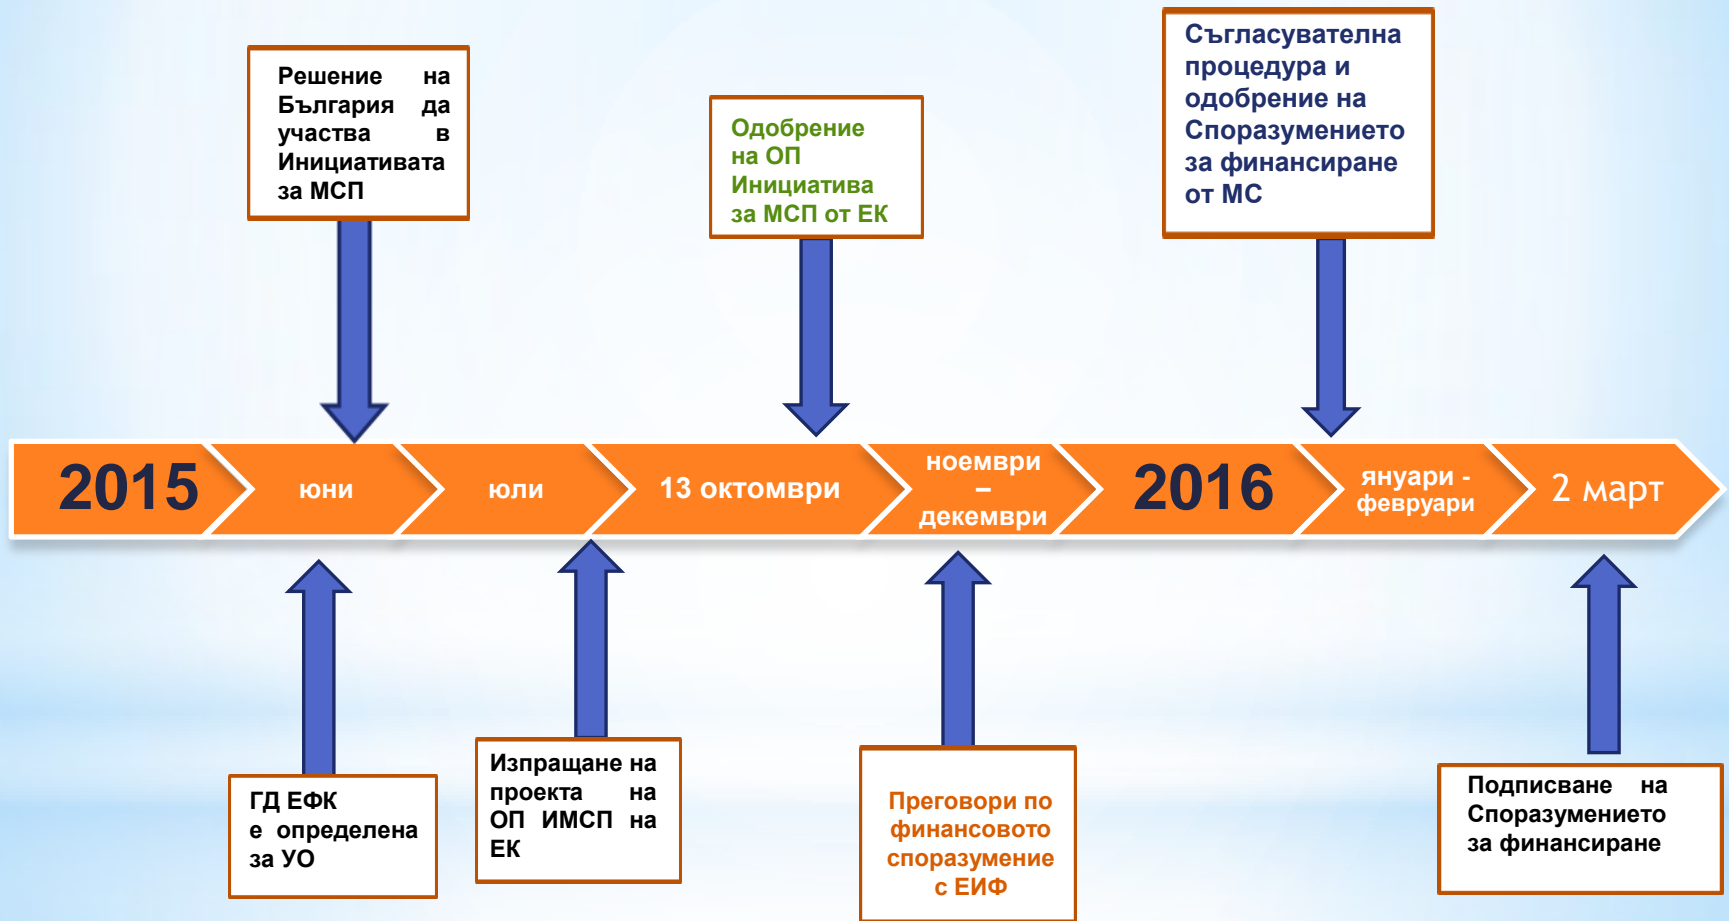 Решение на
България да
участва в
Инициативата
за МСП
Одобрение
на ОП
Инициатива
за МСП от ЕК
Съгласувателна
процедура и
одобрение на
Споразумението
за финансиране
от МС
2015
юни
юли
13 октомври
ноември
–
декември
2016
януари -
февруари
2 март
ГД ЕФК
е определена
за УО
Изпращане на
проекта на
ОП ИМСП на
ЕК
Преговори по
финансовото
споразумение
с ЕИФ
Подписване на
Споразумението
за финансиране